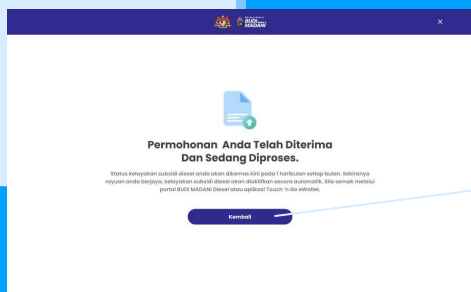 BUDI
MADANI
Permohonan Anda Telah Diterima
Dan Sedang Diproses.
Status kelayakan subsidi diesel anda akan dikemas kini pada 1 haribulan setiap bulan. Sekiranya
rayuan anda berjaya, kelayakan subsidi diesel akan diaktifkan secara automatik. Sila semak melalui
portal BUDI MADANI Diesel atau aplikasi Touch 'n Go eWallet.
Kembali